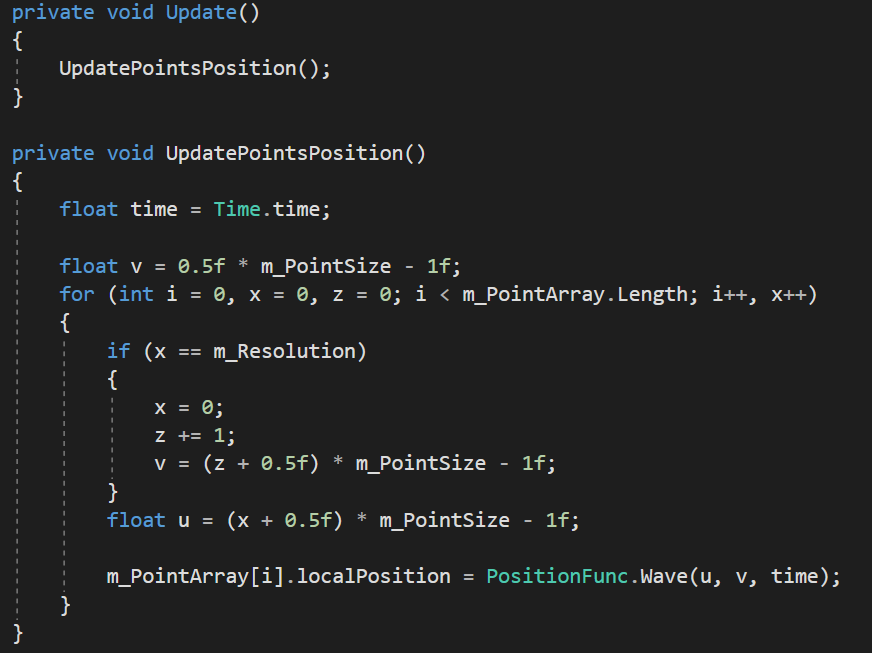 private void Update()
{
    UpdatePointsPosition();
}

private void UpdatePointsPosition()
{
    float time = Time.time;

    float v = 0.5f * m_PointSize - 1f;
    for (int i = 0, x = 0, z = 0; i < m_PointArray.Length; i++, x++)
    {
        if (x == m_Resolution)
        {
            x = 0;
            z += 1;
            v = (z + 0.5f) * m_PointSize - 1f;
        }
        float u = (x + 0.5f) * m_PointSize - 1f;

        m_PointArray[i].localPosition = PositionFunc.Wave(u, v, time);
    }
}